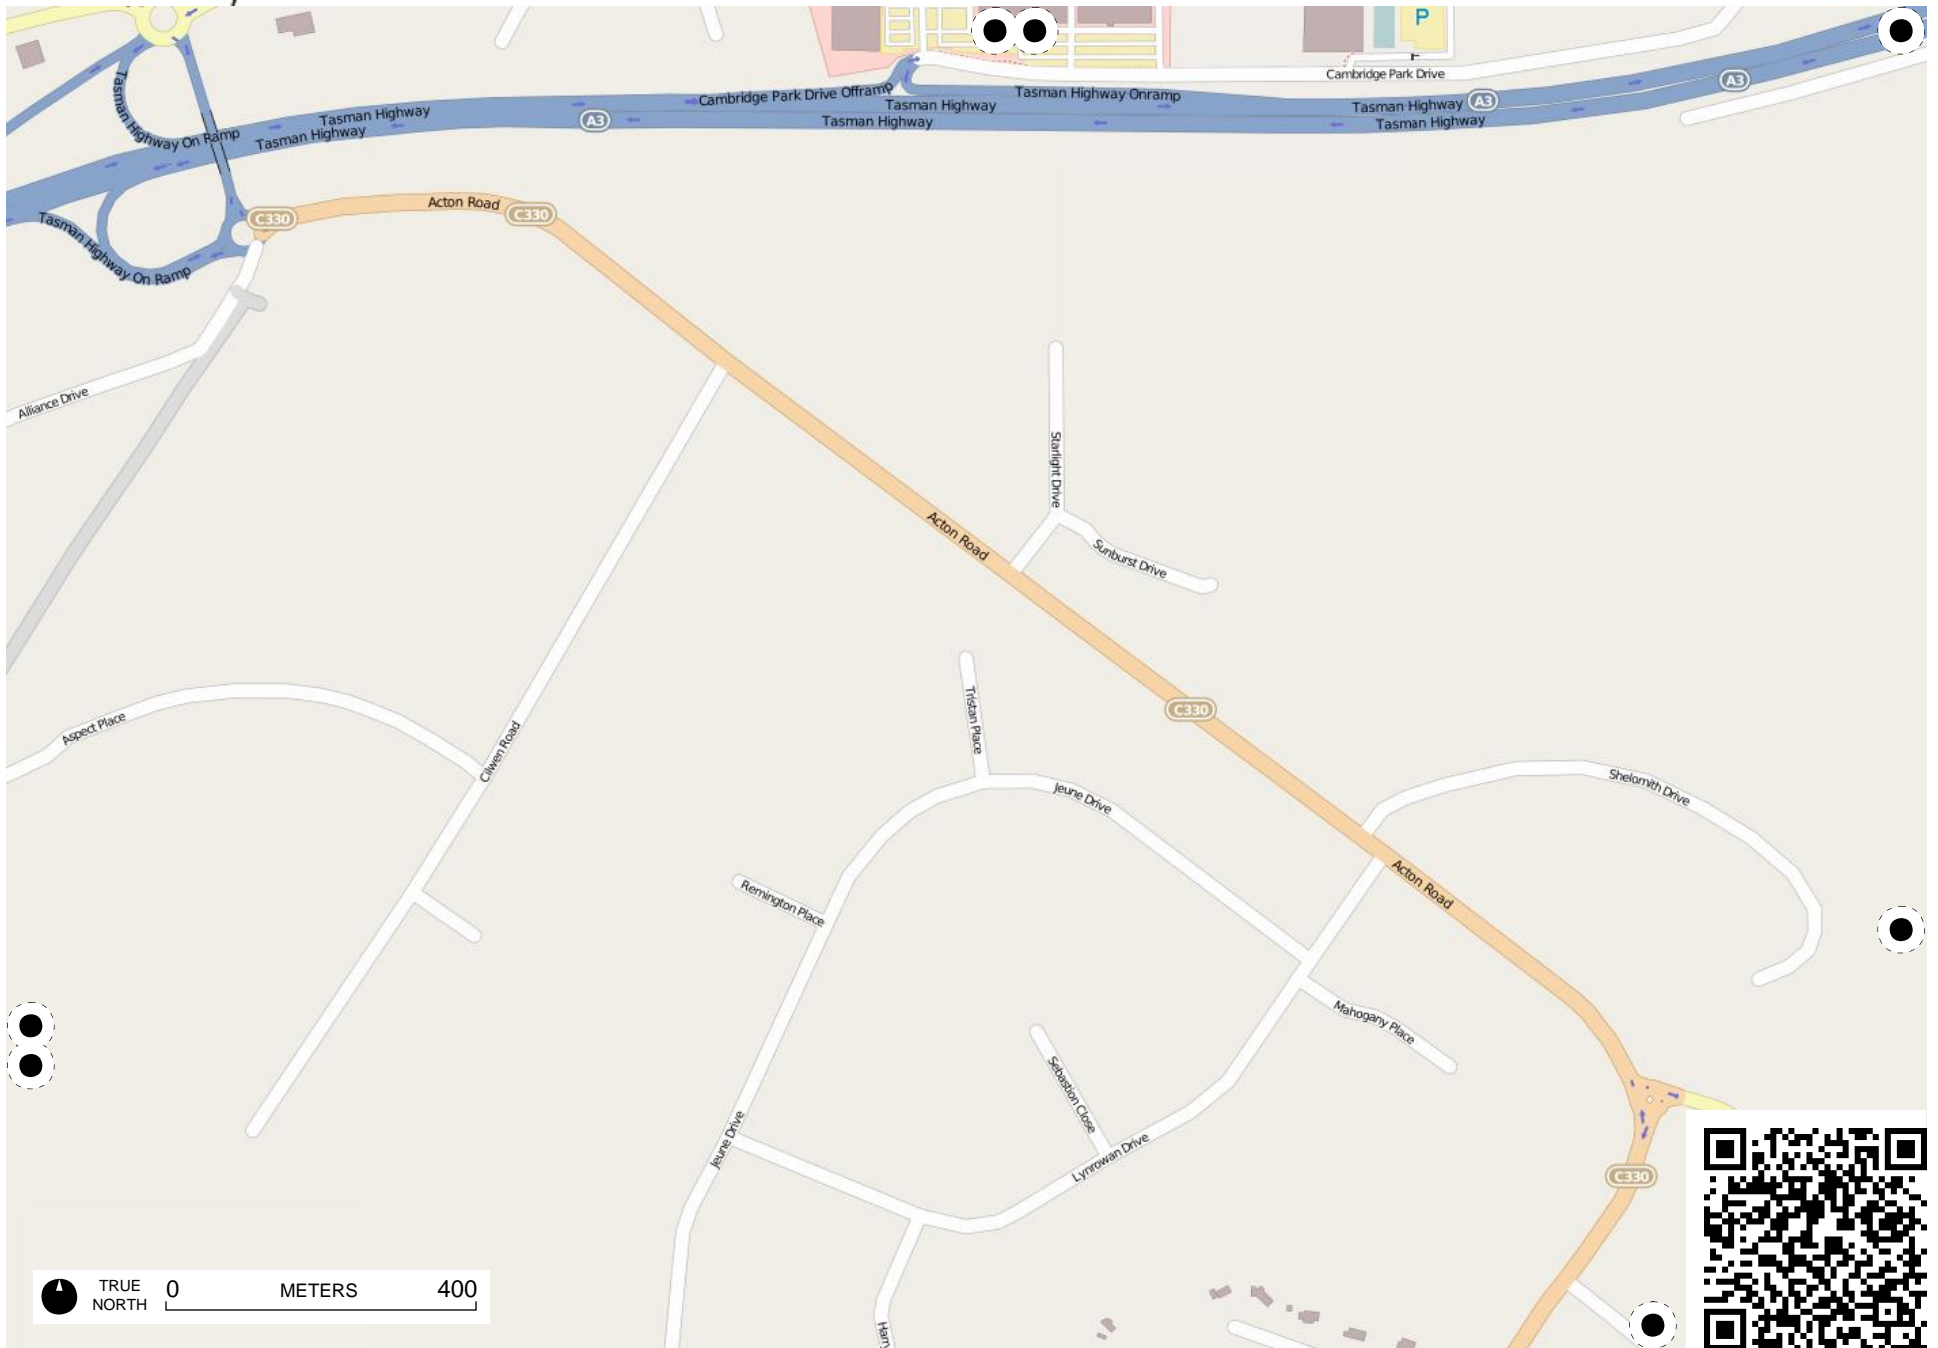 P
Cambridge Park Drive
A3
Cambridge Park Drive Offramp
Tasman Highway Onramp
Tasman Highway
A3
Tasman Highway
Tasman Highway
Tasman Highway
A3
Tasman Highway
Tasman Highway
Tasman Highway
Tasman Highway On Ramp
C330
Acton Road
C330
Tasman Highway On Ramp
Alliance Drive
Starlight Drive
Acton Road
Sunburst Drive
Tristan Place
C330
Aspect Place
Cilwen Road
Jeune Drive
Shelomith Drive
Acton Road
Remington Place
Mahogany Place
Sebastion Close
Jeune Drive
Lynrowan Drive
C330
TRUE NORTH
0 METERS 400